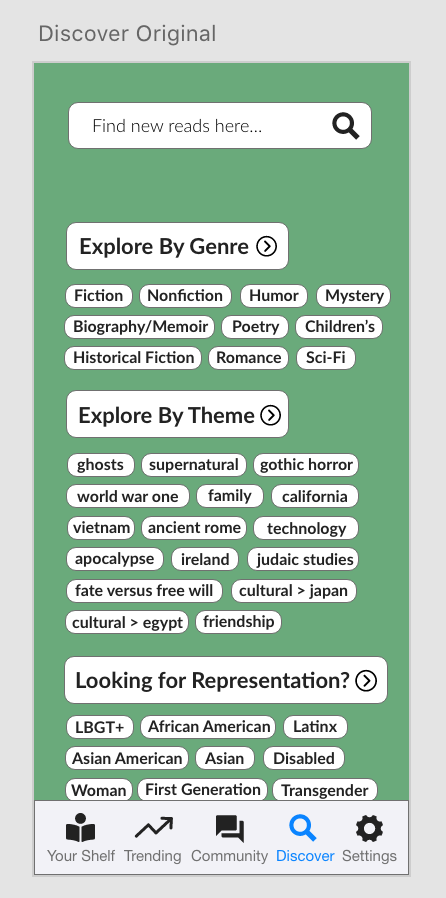 Discover Original
Find new reads here...
Explore By Genre
Fiction Nonfiction Humor Mystery
Biography/Memoir Poetry Children's
Historical Fiction Romance Sci-Fi
Explore By Theme
ghosts supernatural gothic horror
world war one family california
vietnam ancient rome technology
apocalypse ireland judaic studies
fate versus free will cultural > japan
cultural > egypt friendship
Looking for Representation?
LBGT+ African American Latinx
Asian American Asian Disabled
Woman First Generation Transgender
Your Shelf Trending Community Discover Settings